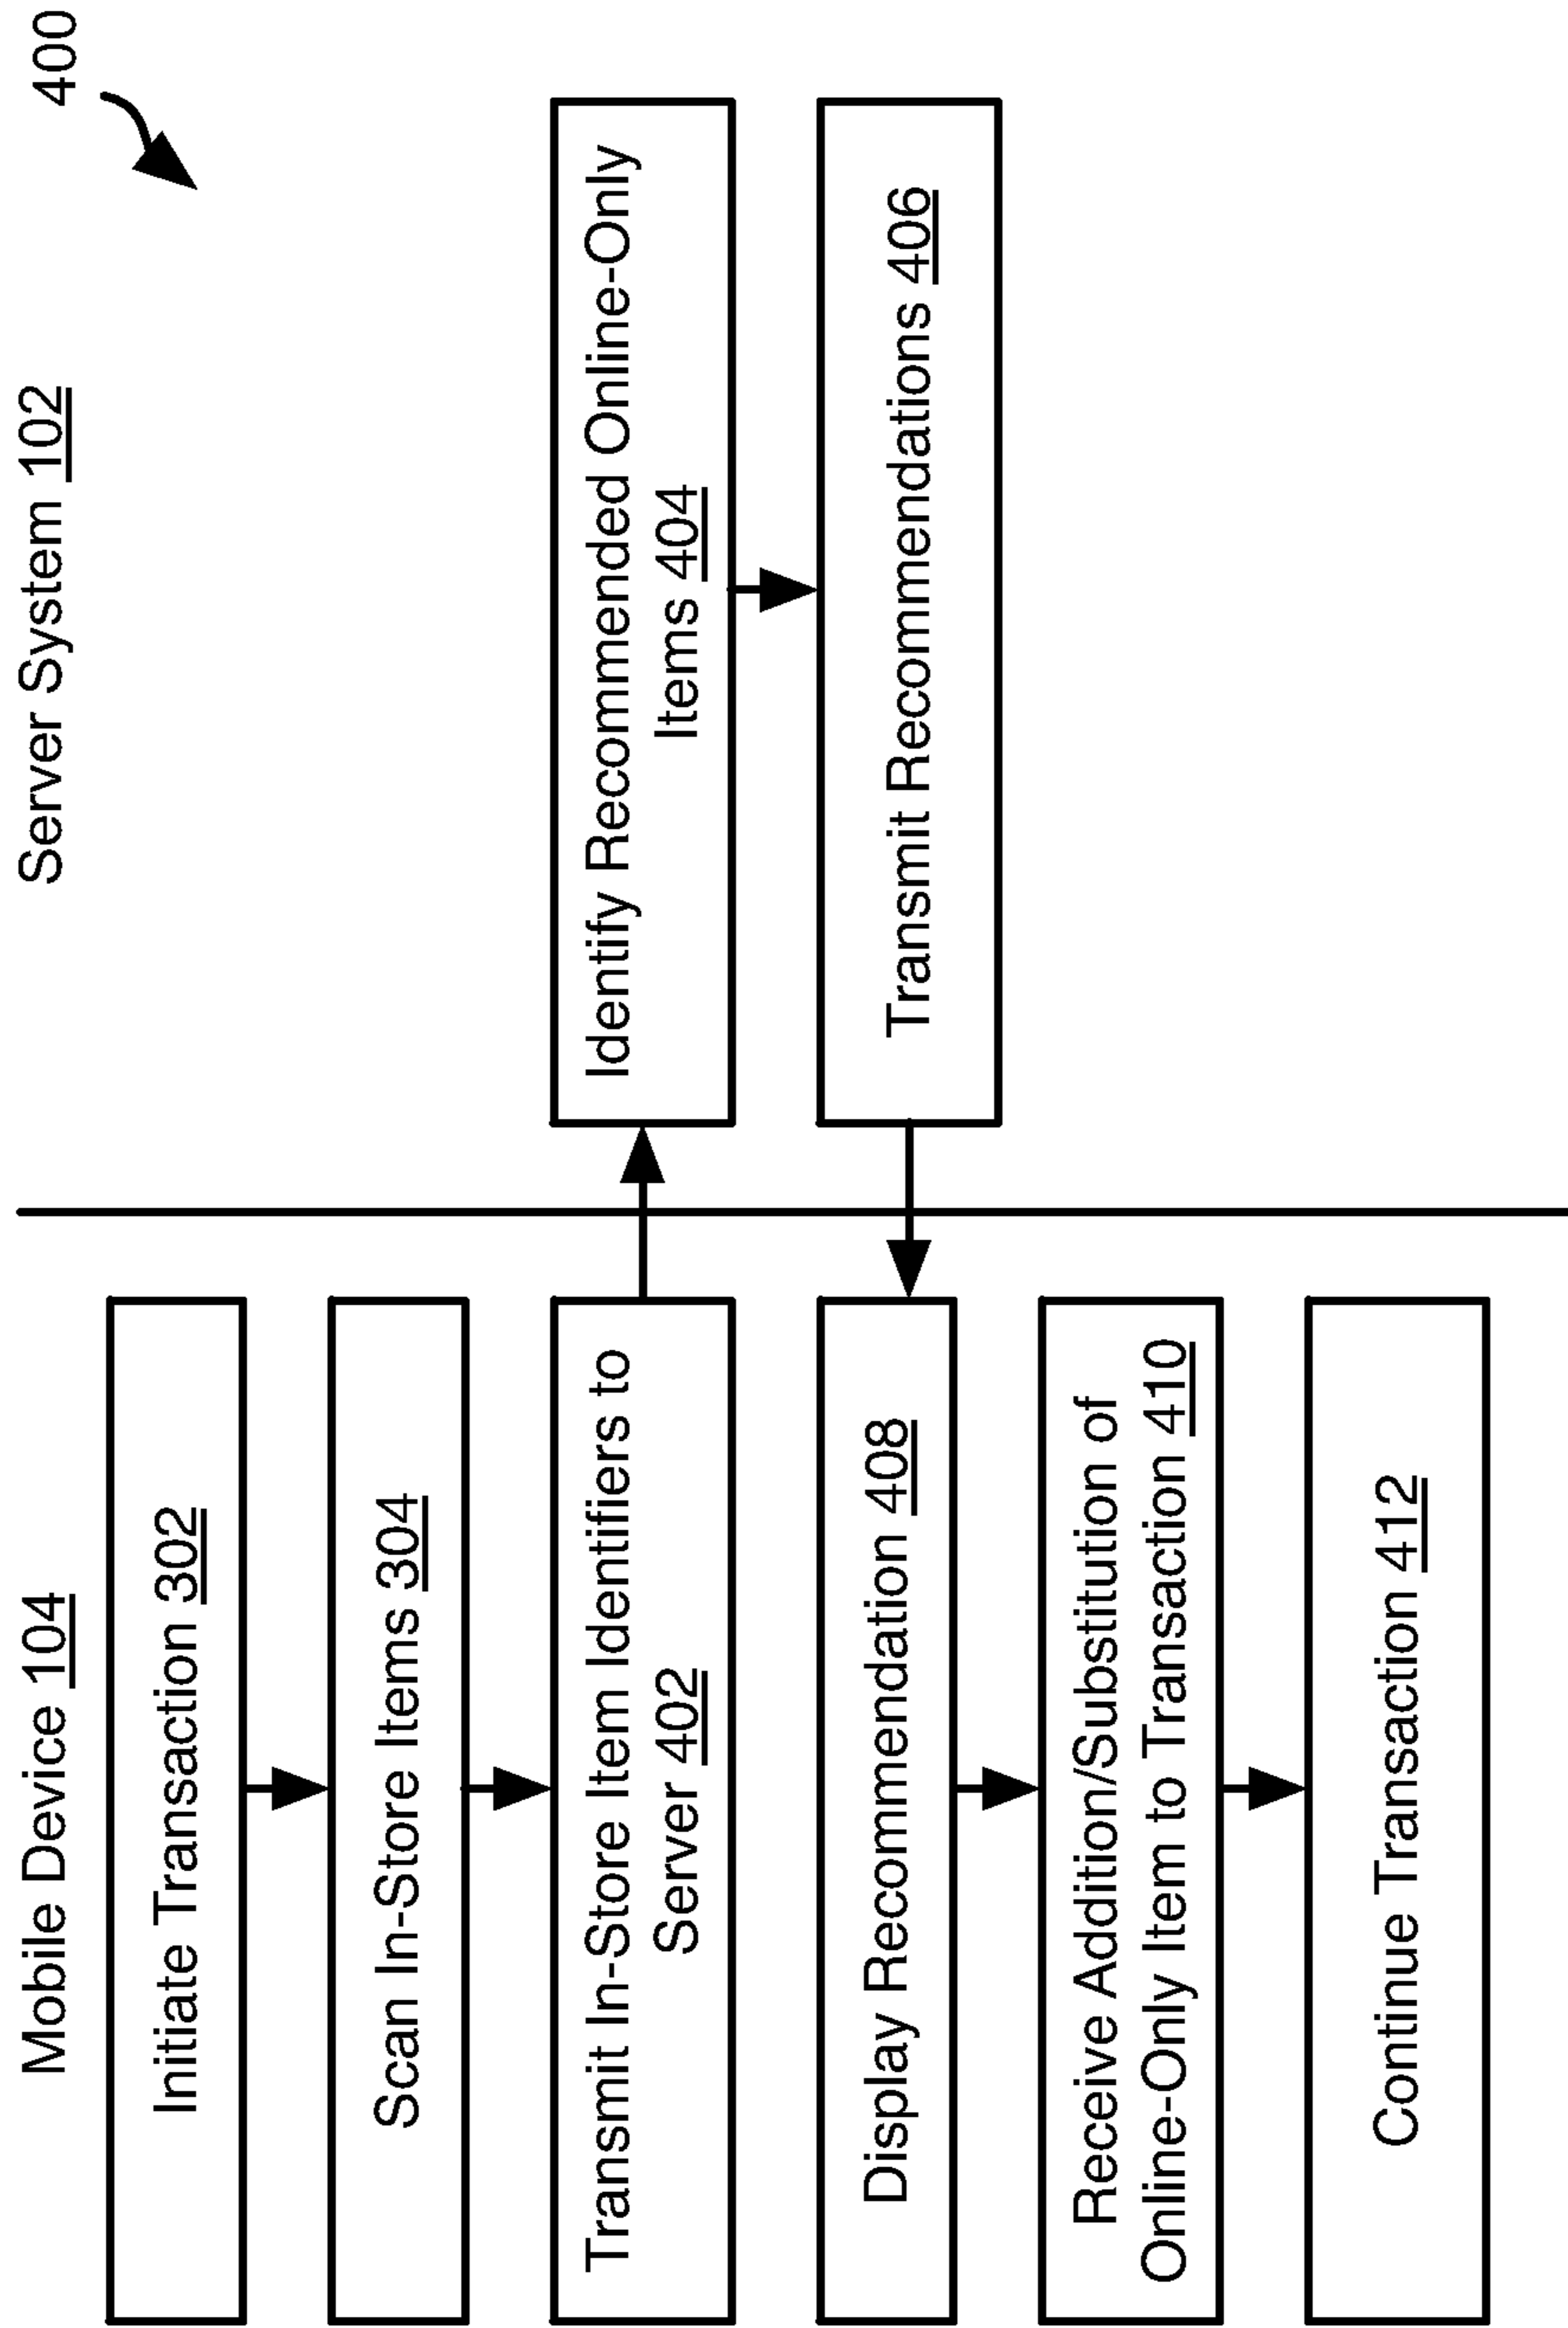 400
Mobile Device 104
Server System 102
Initiate Transaction 302
Scan In-Store Items 304
Transmit In-Store Item Identifiers to
Server 402
Identify Recommended Online-Only
Items 404
Transmit Recommendations 406
Display Recommendation 408
Receive Addition/Substitution of
Online-Only Item to Transaction 410
Continue Transaction 412